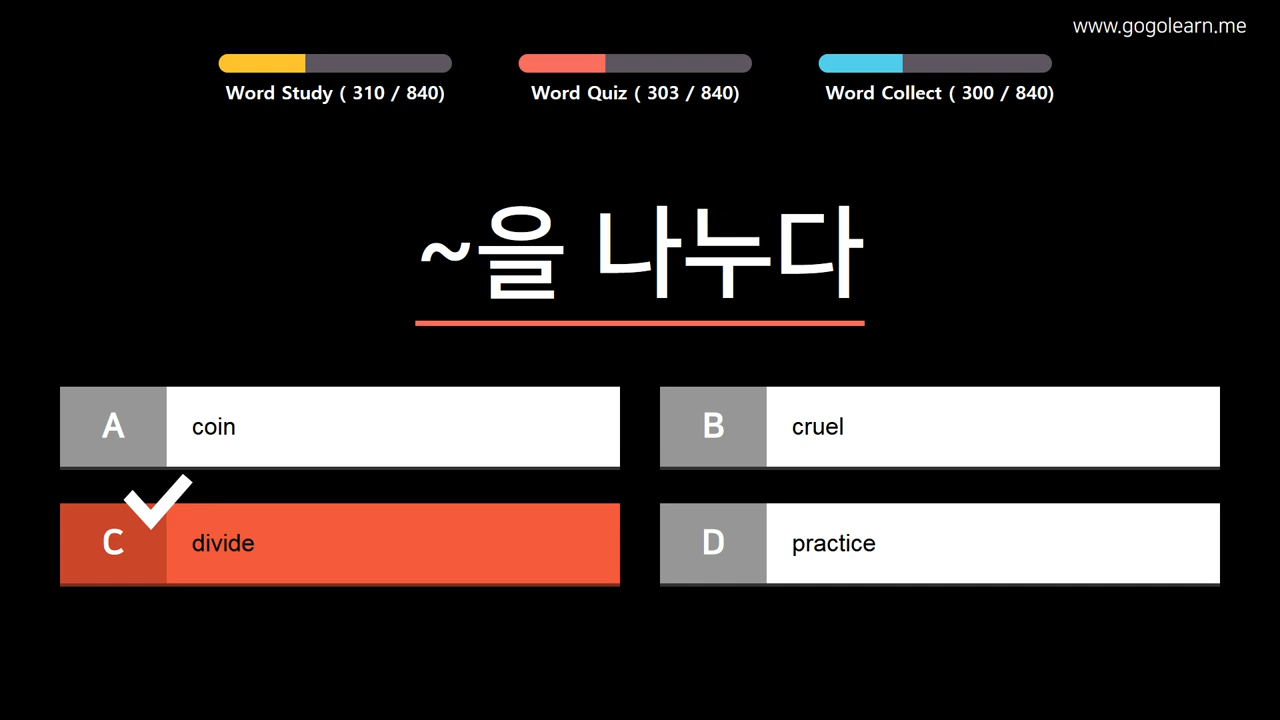 www.gogolearn.me
Word Study ( 310 / 840)
Word Quiz ( 303 / 840)
Word Collect ( 300 / 840)
~을 나누다
A coin
B cruel
C divide
D practice